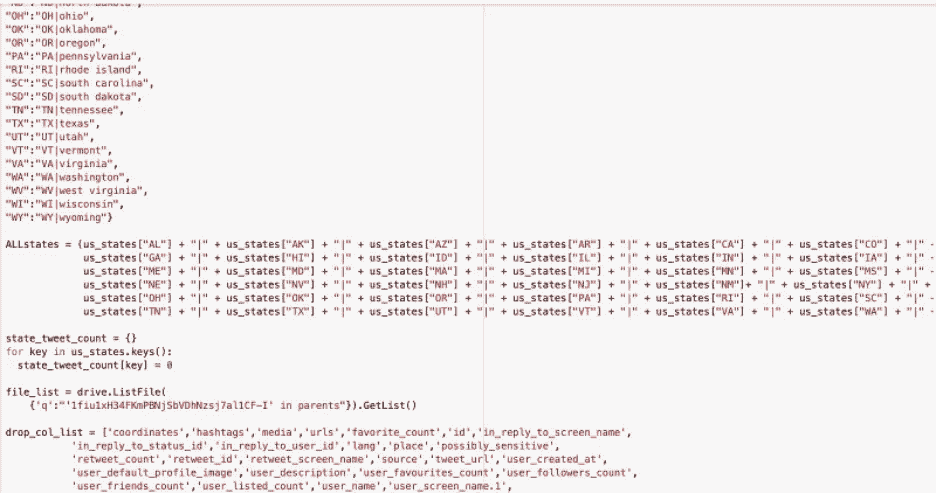 "OH":"OH|ohio",
"OK":"OK|oklahoma",
"OR":"OR|oregon",
"PA":"PA|pennsylvania",
"RI":"RI|rhode island",
"SC":"SC|south carolina",
"SD":"SD|south dakota",
"TN":"TN|tennessee",
"TX":"TX|texas",
"UT":"UT|utah",
"VT":"VT|vermont",
"VA":"VA|virginia",
"WA":"WA|washington",
"WV":"WV|west virginia",
"WI":"WI|wisconsin",
"WY":"WY|wyoming"}
ALLstates = (us_states["AL"] + "|" + us_states["AK"] + "|" + us_states["AZ"] + "|" + us_states["AR"] + "|" + us_states["CA"] + "|" + us_states["CO"] + "|" -
us_states["GA"] + "|" + us_states["HI"] + "|" + us_states["ID"] + "|" + us_states["IL"] + "|" + us_states["IN"] + "|" + us_states["IA"] + "|" -
us_states["ME"] + "|" + us_states["MD"] + "|" + us_states["MA"] + "|" + us_states["MI"] + "|" + us_states["MN"] + "|" + us_states["MS"] + "|" -
us_states["NE"] + "|" + us_states["NV"] + "|" + us_states["NH"] + "|" + us_states["NJ"] + "|" + us_states["NM"]+ "|" + us_states["NY"] + "|" +
us_states["OH"] + "|" + us_states["OK"] + "|" + us_states["OR"] + "|" + us_states["PA"] + "|" + us_states["RI"] + "|" + us_states["SC"] + "|" -
us_states["TN"] + "|" + us_states["TX"] + "|" + us_states["UT"] + "|" + us_states["VT"] + "|" + us_states["VA"] + "|" + us_states["WA"] + "|" -
state_tweet_count = {}
for key in us_states.keys():
state_tweet_count[key] = 0
file_list = drive.ListFile(
{'q':"'1fiu1xH34FKmPBNjSbVDhNzsj7al1CF-I' in parents"}).GetList()
drop_col_list = ['coordinates','hashtags','media','urls','favorite_count','id','in_reply_to_screen_name',
'in_reply_to_status_id','in_reply_to_user_id','lang','place','possibly_sensitive',
'retweet_count','retweet_id','retweet_screen_name','source','tweet_url','user_created_at',
'user_default_profile_image','user_description','user_favourites_count','user_followers_count',
'user_friends_count','user_listed_count','user_name','user_screen_name.1',